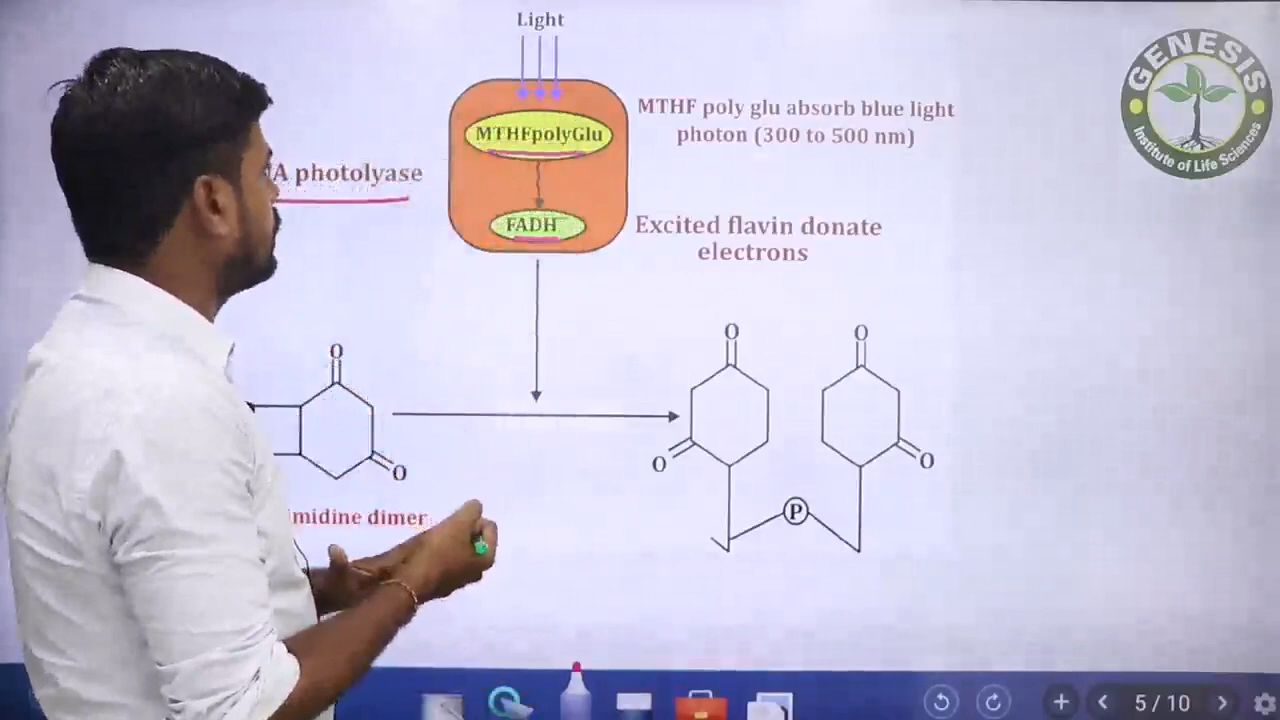 Light
GENESIS
Institute of Life Sciences
MTHF poly glu absorb blue light
photon (300 to 500 nm)
MTHFpolyGlu
A photolyase
FADH
Excited flavin donate
electrons
O
O
O
O
O
O
P
imidine dimer
5 / 10